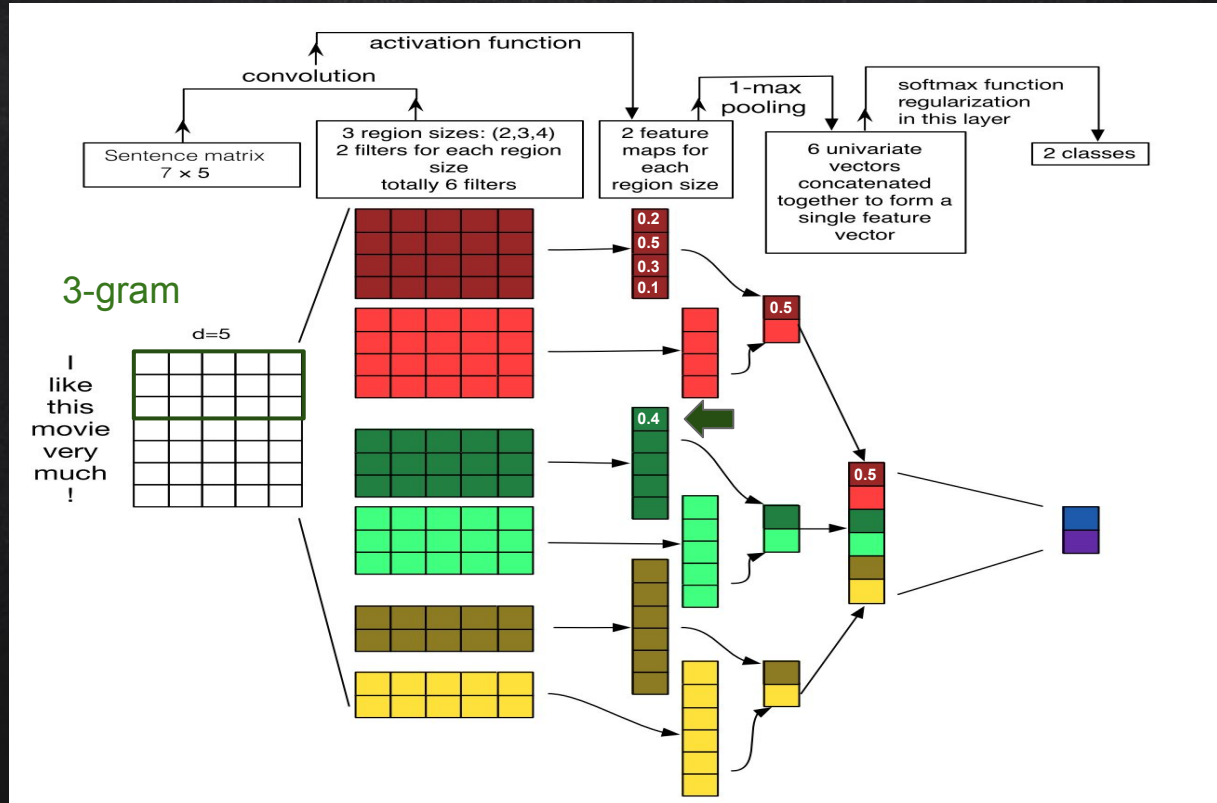 activation function
convolution
1-max
pooling
softmax function
regularization
in this layer
Sentence matrix
7 × 5
3 region sizes: (2,3,4)
2 filters for each region
size
totally 6 filters
2 feature
maps for
each
region size
6 univariate
vectors
concatenated
together to form a
single feature
vector
2 classes
0.2
0.5
0.3
0.1
3-gram
0.5
d=5
I
like
this
movie
very
much
!
0.4
0.5